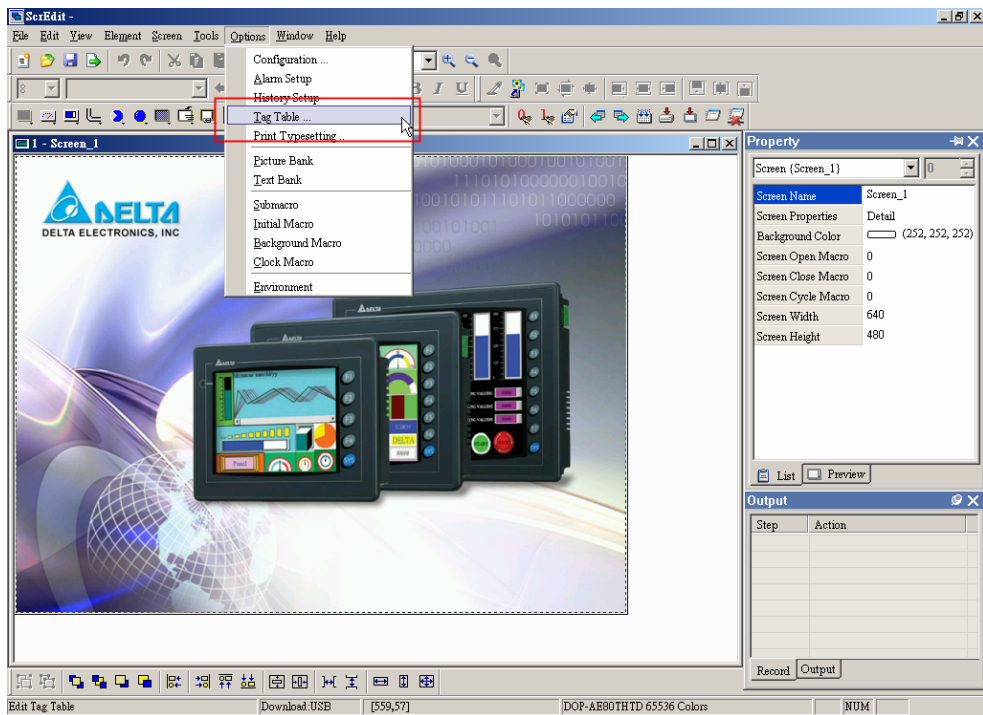 ScrEdit -
File Edit View Element Screen Tools Options Window Help
Configuration ...
Alarm Setup
History Setup
Tag Table ...
Print Typesetting ..
Picture Bank
Text Bank
Submacro
Initial Macro
Background Macro
Clock Macro
Environment
8
B I U
1 - Screen_1
DELTA
DELTA ELECTRONICS, INC
Property
Screen {Screen_1}
0
Screen Name Screen_1
Screen Properties Detail
Background Color (252, 252, 252)
Screen Open Macro 0
Screen Close Macro 0
Screen Cycle Macro 0
Screen Width 640
Screen Height 480
List Preview
Output
Step Action
Record Output
Edit Tag Table Download:USB [559,57] DOP-AE80THTD 65536 Colors NUM